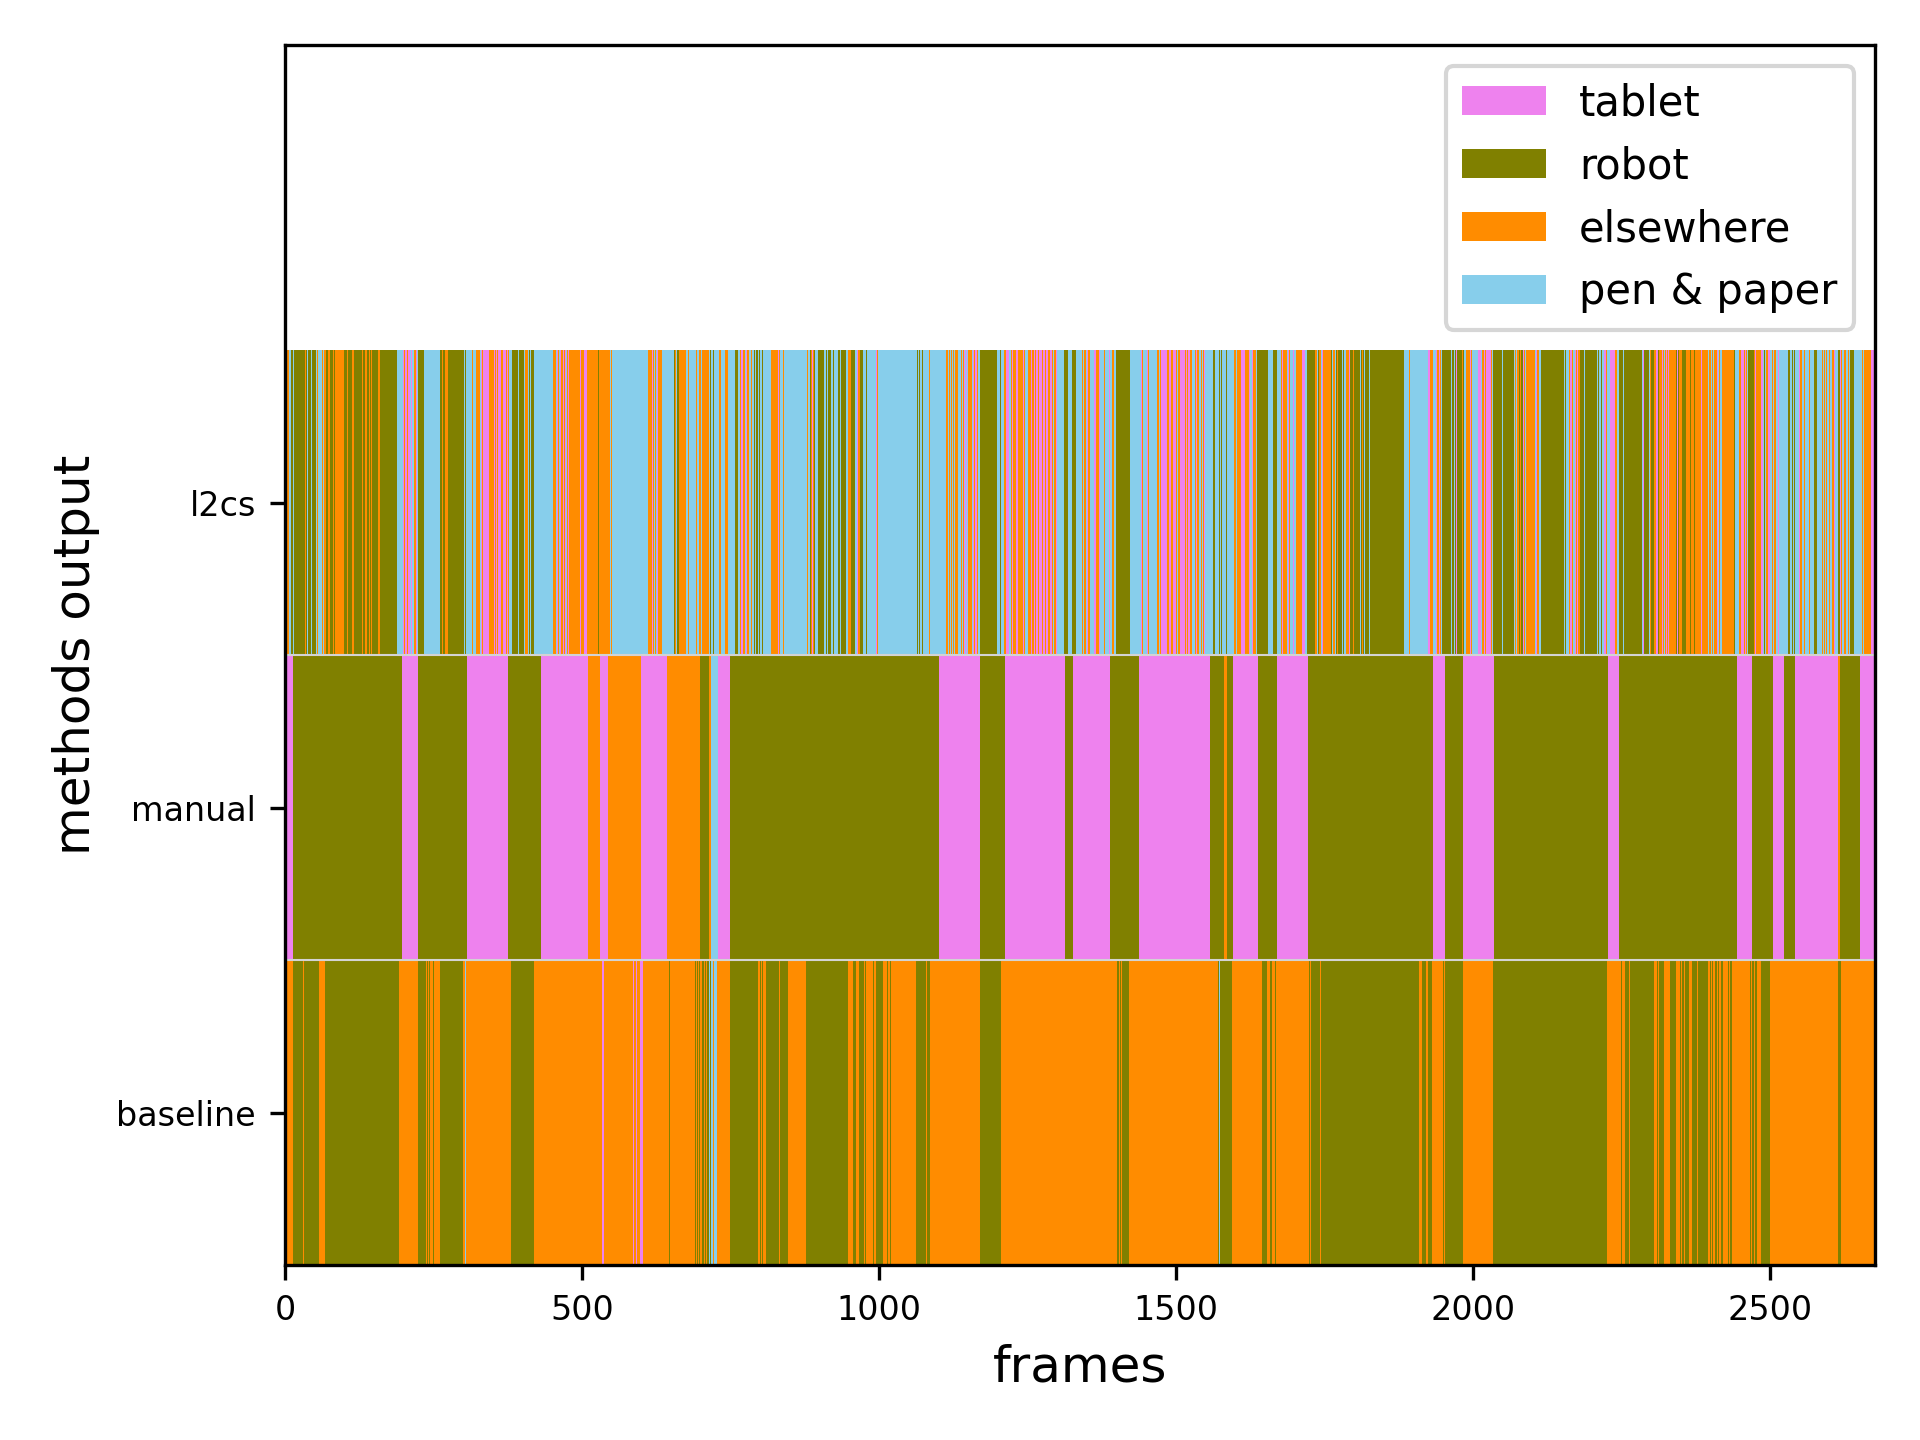 tablet
robot
elsewhere
pen & paper
methods output
l2cs
manual
baseline
0 500 1000 1500 2000 2500
frames